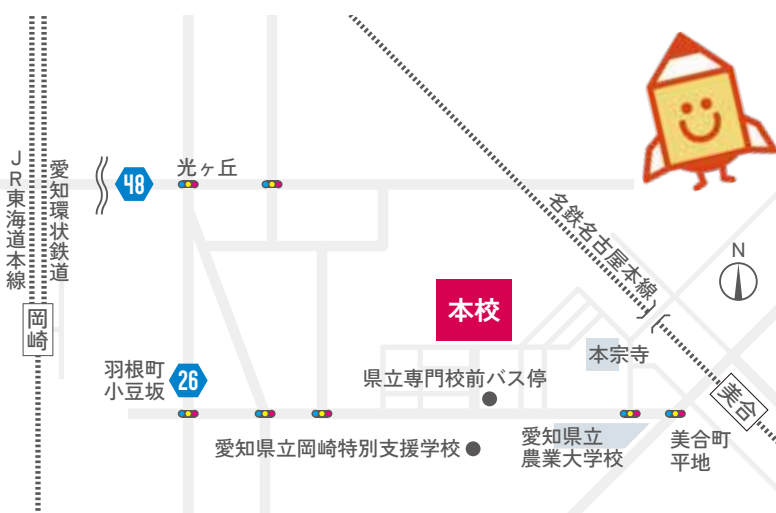 JR東海道本線
愛知環状鉄道
岡崎
48
光ヶ丘
名鉄名古屋本線
N
本校
本宗寺
美合
羽根町
小豆坂
26
県立専門校前バス停
愛知県立岡崎特別支援学校
愛知県立
農業大学校
美合町
平地